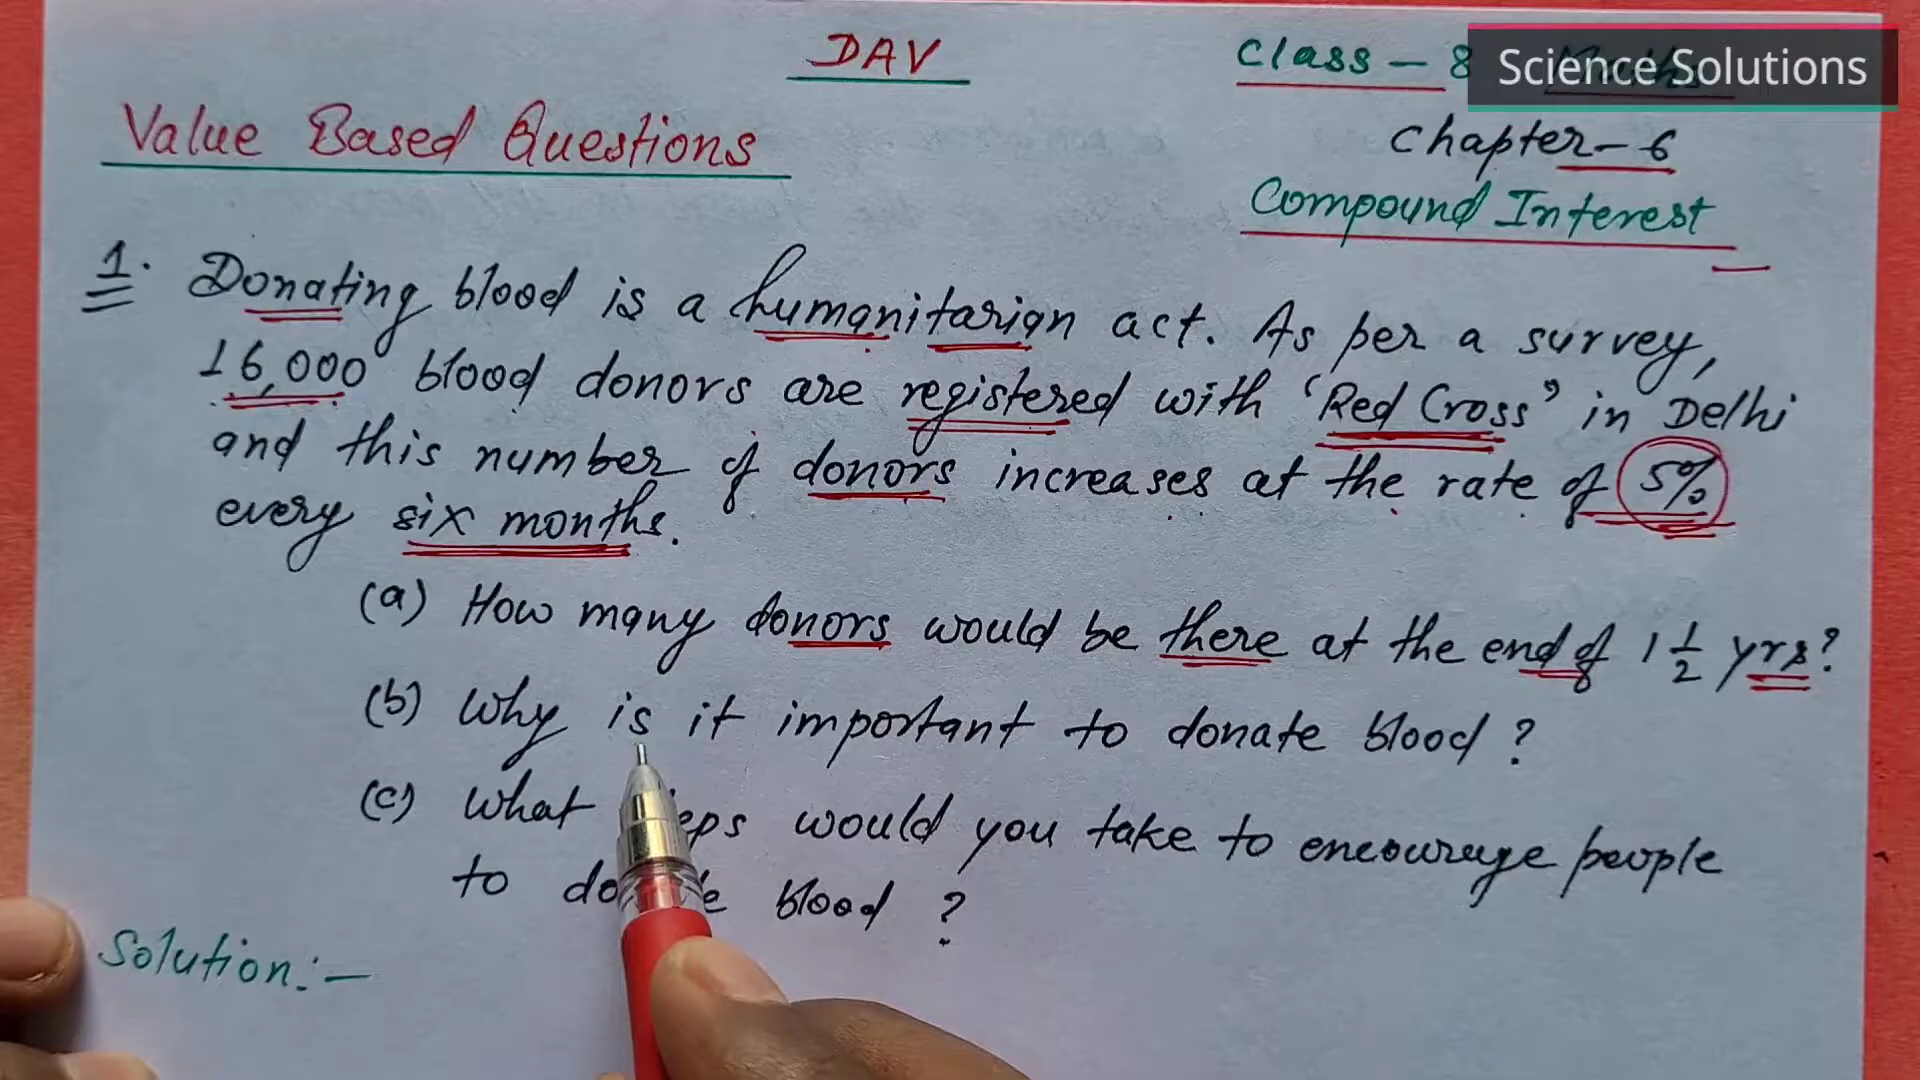 DAV
Class - 8
Science Solutions
Value Based Questions
Chapter - 6
Compound Interest
1. Donating blood is a humanitarian act. As per a survey,
16,000 blood donors are registered with 'Red Cross' in Delhi
and this number of donors increases at the rate of 5%
every six months.
(a) How many donors would be there at the end of 1 1/2 yrs?
(b) Why is it important to donate blood?
(c) What would you take to encourage people
to blood?
Solution:-